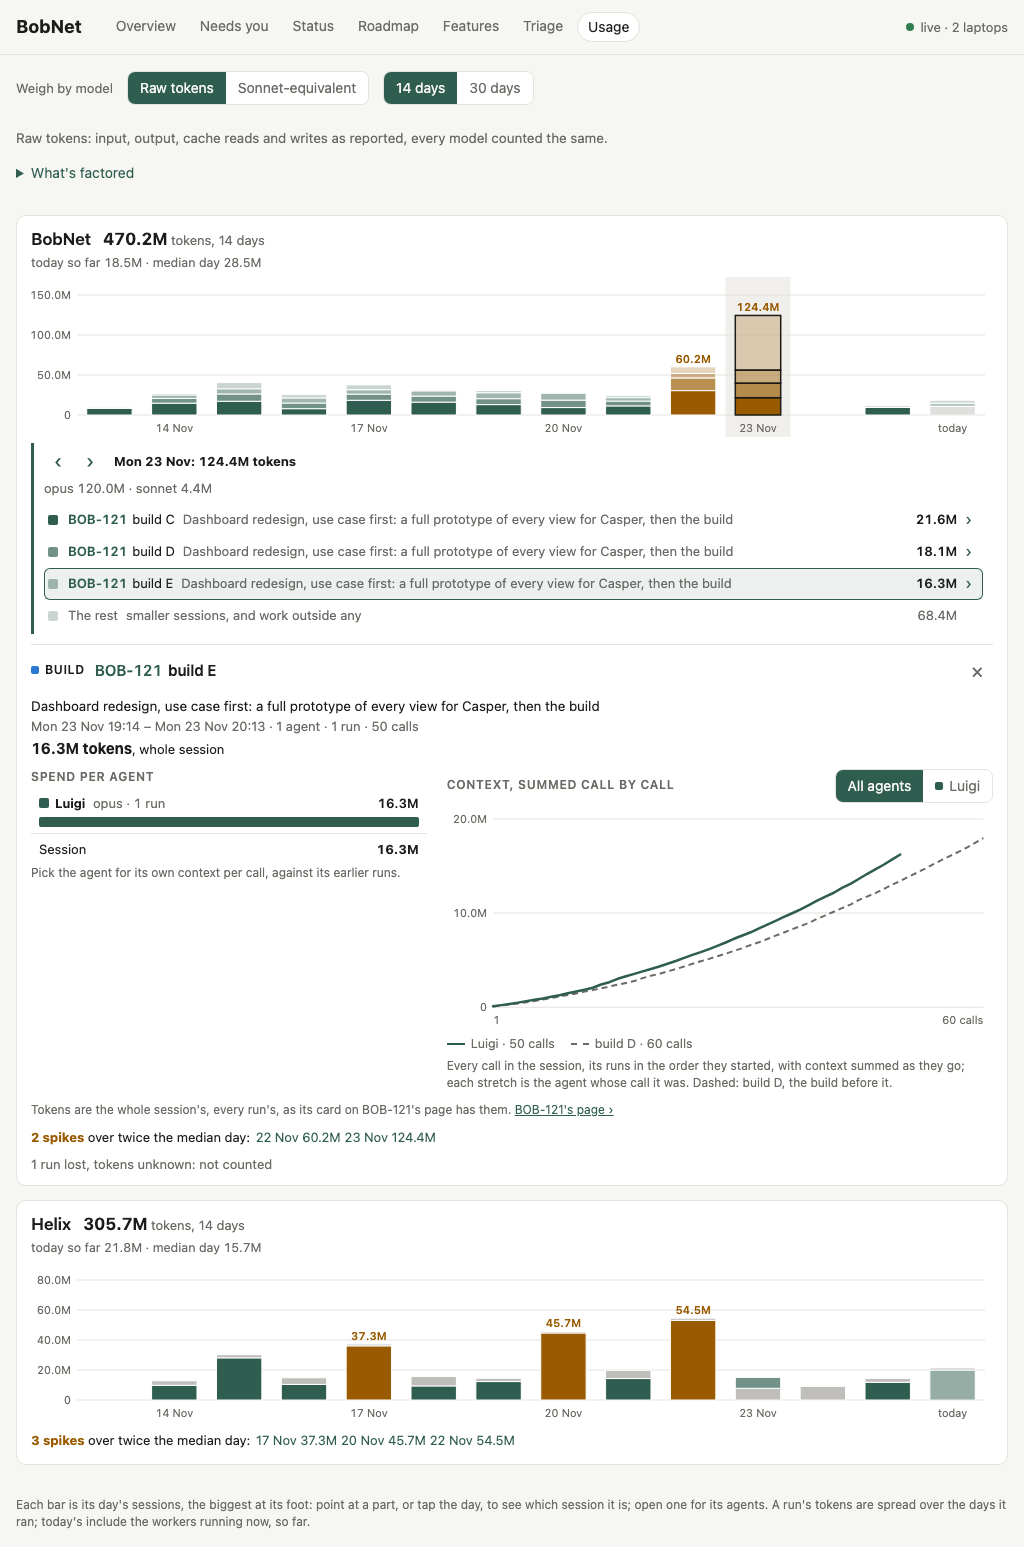 BobNet
Overview Needs you Status Roadmap Features Triage Usage
live · 2 laptops
Weigh by model Raw tokens Sonnet-equivalent 14 days 30 days
Raw tokens: input, output, cache reads and writes as reported, every model counted the same.
▶ What's factored
BobNet 470.2M tokens, 14 days
today so far 18.5M · median day 28.5M
150.0M
124.4M
100.0M
60.2M
50.0M
0
14 Nov 17 Nov 20 Nov 23 Nov today
‹ › Mon 23 Nov: 124.4M tokens
opus 120.0M · sonnet 4.4M
BOB-121 build C Dashboard redesign, use case first: a full prototype of every view for Casper, then the build 21.6M ›
BOB-121 build D Dashboard redesign, use case first: a full prototype of every view for Casper, then the build 18.1M ›
BOB-121 build E Dashboard redesign, use case first: a full prototype of every view for Casper, then the build 16.3M ›
The rest smaller sessions, and work outside any 68.4M
BUILD BOB-121 build E ×
Dashboard redesign, use case first: a full prototype of every view for Casper, then the build
Mon 23 Nov 19:14 – Mon 23 Nov 20:13 · 1 agent · 1 run · 50 calls
16.3M tokens, whole session
SPEND PER AGENT
Luigi opus · 1 run 16.3M
Session 16.3M
Pick the agent for its own context per call, against its earlier runs.
CONTEXT, SUMMED CALL BY CALL
All agents Luigi
20.0M
10.0M
0
1 60 calls
Luigi · 50 calls build D · 60 calls
Every call in the session, its runs in the order they started, with context summed as they go;
each stretch is the agent whose call it was. Dashed: build D, the build before it.
Tokens are the whole session's, every run's, as its card on BOB-121's page has them. BOB-121's page ›
2 spikes over twice the median day: 22 Nov 60.2M 23 Nov 124.4M
1 run lost, tokens unknown: not counted
Helix 305.7M tokens, 14 days
today so far 21.8M · median day 15.7M
80.0M
60.0M
54.5M
45.7M
40.0M
37.3M
20.0M
0
14 Nov 17 Nov 20 Nov 23 Nov today
3 spikes over twice the median day: 17 Nov 37.3M 20 Nov 45.7M 22 Nov 54.5M
Each bar is its day's sessions, the biggest at its foot: point at a part, or tap the day, to see which session it is; open one for its agents. A run's tokens are spread over the days it
ran; today's include the workers running now, so far.